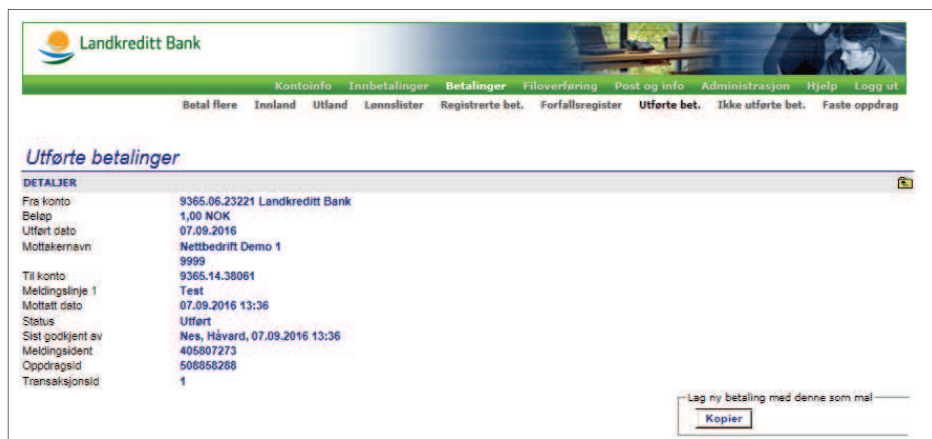 Landkreditt Bank
Kontoinfo Innbetalinger Betalinger Filoverføring Post og info Administrasjon Hjelp Logg ut
Betal flere Innland Utland Lønnslister Registrerte bet. Forfallsregister Utførte bet. Ikke utførte bet. Faste oppdrag
Utførte betalinger
DETALJER
Fra konto 9365.06.23221 Landkreditt Bank
Beløp 1,00 NOK
Utført dato 07.09.2016
Mottakernavn Nettbedrift Demo 1
9999
Til konto 9365.14.38061
Meldingslinje 1 Test
Mottatt dato 07.09.2016 13:36
Status Utført
Sist godkjent av Nes, Håvard, 07.09.2016 13:36
Meldingsident 405807273
Oppdragsid 508858288
Transaksjonsid 1
Lag ny betaling med denne som mal
Kopier